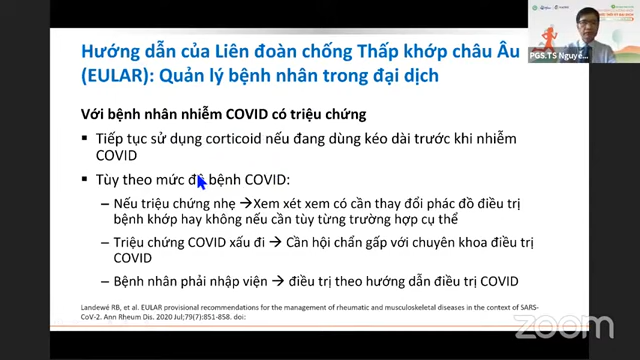 Hướng dẫn của Liên đoàn chống Thấp khớp châu Âu
(EULAR): Quản lý bệnh nhân trong đại dịch
PGS.TS Nguyễ...
Với bệnh nhân nhiễm COVID có triệu chứng
▪ Tiếp tục sử dụng corticoid nếu đang dùng kéo dài trước khi nhiễm
COVID
▪ Tùy theo mức độ bệnh COVID:
– Nếu triệu chứng nhẹ →Xem xét xem có cần thay đổi phác đồ điều trị
bệnh khớp hay không nếu cần tùy từng trường hợp cụ thể
– Triệu chứng COVID xấu đi → Cần hội chẩn gấp với chuyên khoa điều trị
COVID
– Bệnh nhân phải nhập viện → điều trị theo hướng dẫn điều trị COVID
Landewé RB, et al. EULAR provisional recommendations for the management of rheumatic and musculoskeletal diseases in the context of SARS-
CoV-2. Ann Rheum Dis. 2020 Jul;79(7):851-858. doi:
zoom